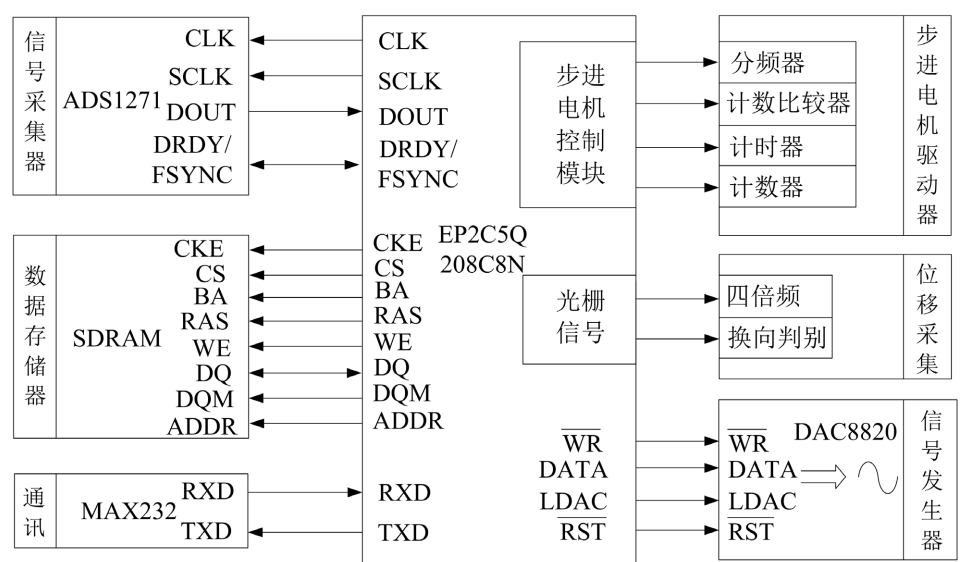 信号采集器
ADS1271
CLK
SCLK
DOUT
DRDY/
FSYNC
数据存储器
SDRAM
CKE
CS
BA
RAS
WE
DQ
DQM
ADDR
通讯
MAX232
RXD
TXD
CLK
SCLK
DOUT
DRDY/
FSYNC
EP2C5Q
208C8N
CKE
CS
BA
RAS
WE
DQ
DQM
ADDR
RXD
TXD
步进
电机
控制
模块
光栅
信号
WR
DATA
LDAC
RST
分频器
计数比较器
计时器
计数器
步进电机驱动器
四倍频
换向判别
位移采集
WR
DAC8820
DATA
LDAC
RST
信号发生器